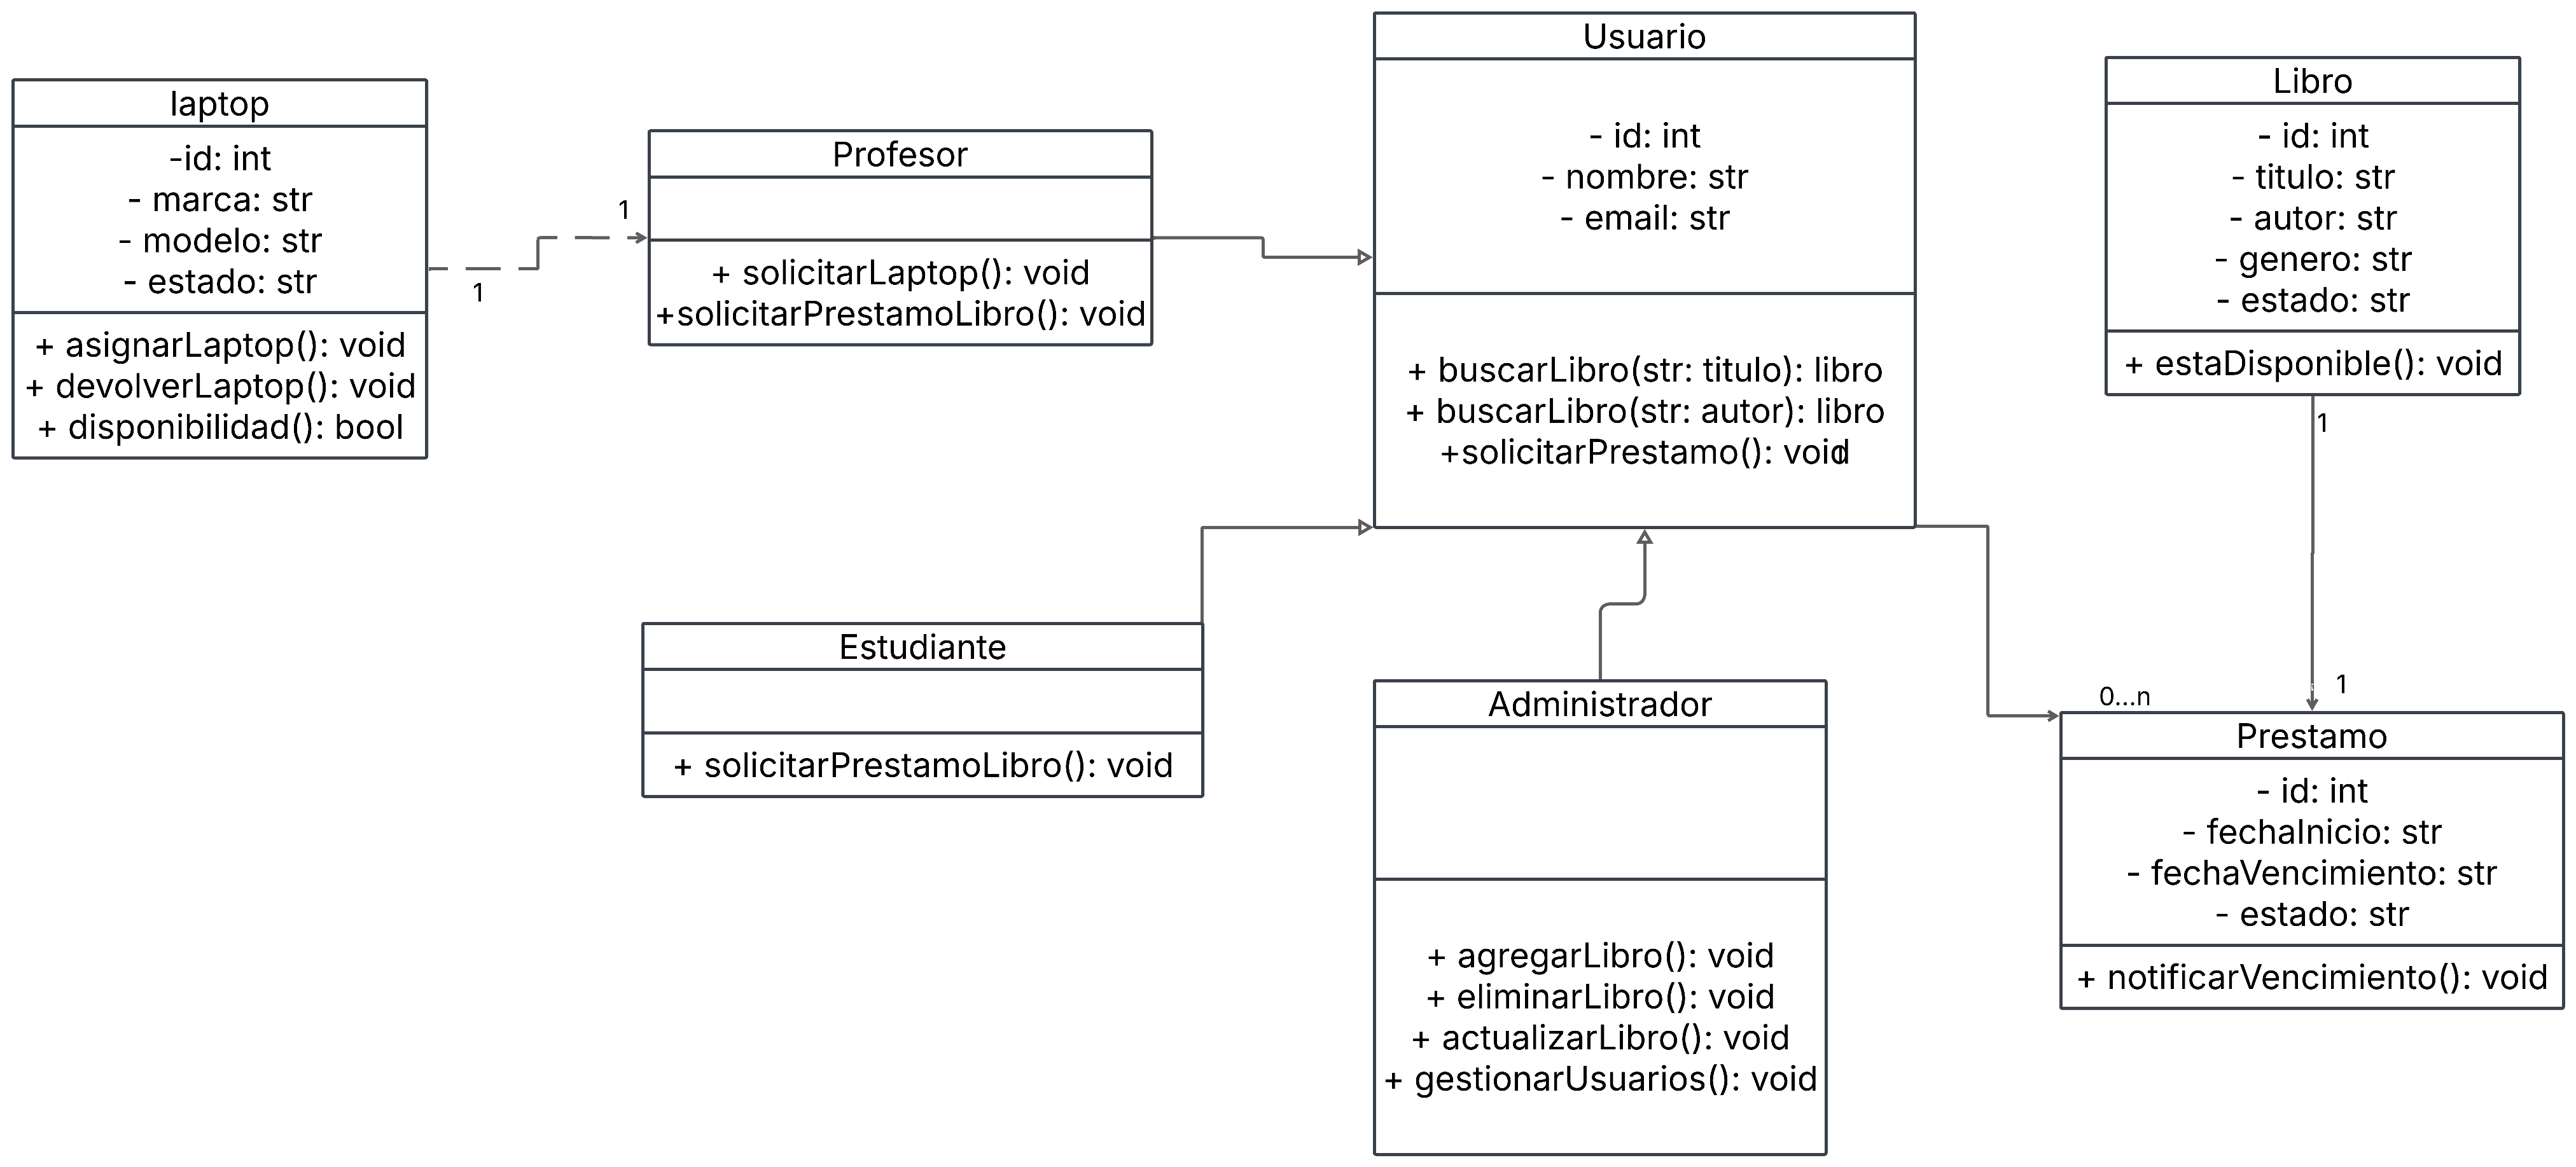 laptop
-id: int
- marca: str
- modelo: str
- estado: str
+ asignarLaptop(): void
+ devolverLaptop(): void
+ disponibilidad(): bool
1
1
Profesor
+ solicitarLaptop(): void
+solicitarPrestamoLibro(): void
Usuario
- id: int
- nombre: str
- email: str
+ buscarLibro(str: titulo): libro
+ buscarLibro(str: autor): libro
+solicitarPrestamo(): void
1
Libro
- id: int
- titulo: str
- autor: str
- genero: str
- estado: str
+ estaDisponible(): void
1
Estudiante
+ solicitarPrestamoLibro(): void
Administrador
+ agregarLibro(): void
+ eliminarLibro(): void
+ actualizarLibro(): void
+ gestionarUsuarios(): void
0...n
1
Prestamo
- id: int
- fechaInicio: str
- fechaVencimiento: str
- estado: str
+ notificarVencimiento(): void